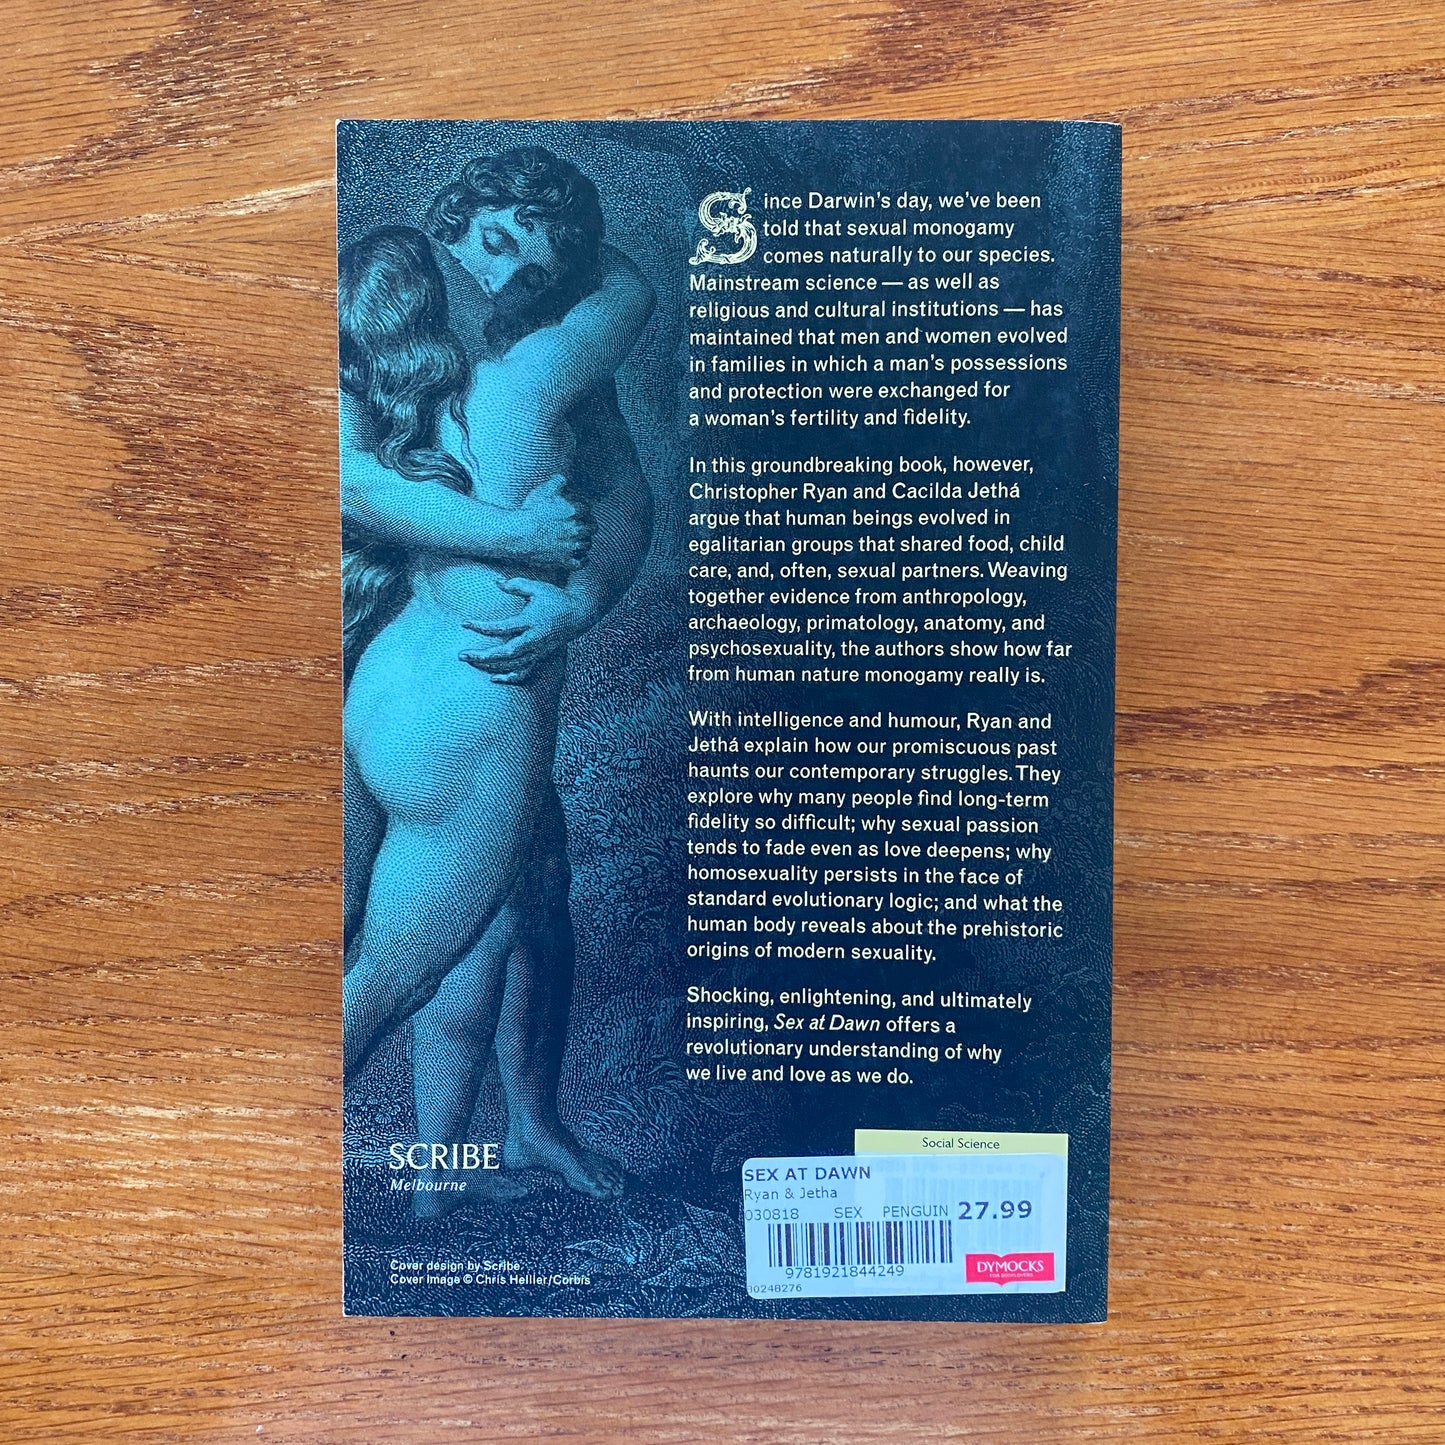 Since Darwin's day, we've been
told that sexual monogamy
comes naturally to our species.
Mainstream science — as well as
religious and cultural institutions — has
maintained that men and women evolved
in families in which a man's possessions
and protection were exchanged for
a woman's fertility and fidelity.
In this groundbreaking book, however,
Christopher Ryan and Cacilda Jethá
argue that human beings evolved in
egalitarian groups that shared food, child
care, and, often, sexual partners. Weaving
together evidence from anthropology,
archaeology, primatology, anatomy, and
psychosexuality, the authors show how far
from human nature monogamy really is.
With intelligence and humour, Ryan and
Jethá explain how our promiscuous past
haunts our contemporary struggles. They
explore why many people find long-term
fidelity so difficult; why sexual passion
tends to fade even as love deepens; why
homosexuality persists in the face of
standard evolutionary logic; and what the
human body reveals about the prehistoric
origins of modern sexuality.
Shocking, enlightening, and ultimately
inspiring, Sex at Dawn offers a
revolutionary understanding of why
we live and love as we do.
SCRIBE
Melbourne
Cover design by Scribe
Cover image © Chris Hellier/Corbis
Social Science
SEX AT DAWN
Ryan & Jetha
030818 SEX PENGUIN 27.99
9781921844249
DYMOCKS
FOR BOOKLOVERS